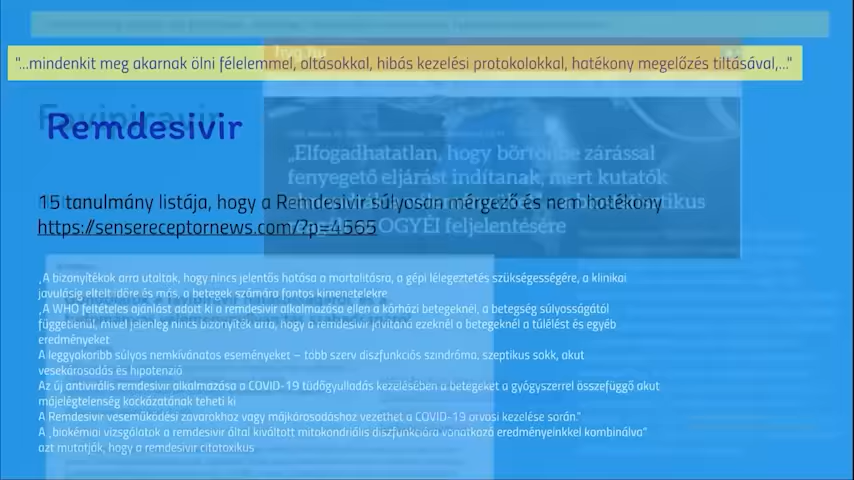 "...mindenkit meg akarnak ölni félelemmel, oltásokkal, hibás kezelési protokolokkal, hatékony megelőzés tiltásával,..."
hvg.hu
Favipiravir
Remdesivir
„Elfogadhatatlan, hogy börtönbe zárással
fenyegető eljárást indítanak, mert kutatók
OGYÉI feljelentésére
15 tanulmány listája, hogy a Remdesivir súlyosan mérgező és nem hatékony
https://sensereceptornews.com/?p=4565
„A bizonyítékok arra utaltak, hogy nincs jelentős hatása a mortalitásra, a gépi lélegeztetés szükségességére, a klinikai
javulásig eltelt időre és más, a betegek számára fontos kimenetelekre
„A WHO feltételes ajánlást adott ki a remdesivir alkalmazása ellen a kórházi betegeknél, a betegség súlyosságától
függetlenül, mivel jelenleg nincs bizonyíték arra, hogy a remdesivir javítaná ezeknél a betegeknél a túlélést és egyéb
eredményeket
A leggyakoribb súlyos nemkívánatos eseményeket – több szerv diszfunkciós szindróma, szeptikus sokk, akut
vesekárosodás és hipotenzió
Az új antivirális remdesivir alkalmazása a COVID-19 tüdőgyulladás kezelésében a betegeket a gyógyszerrel összefüggő akut
májelégtelenség kockázatának teheti ki
A Remdesivir veseműködési zavarokhoz vagy májkárosodáshoz vezethet a COVID-19 orvosi kezelése során."
A „biokémiai vizsgálatok a remdesivir által kiváltott mitokondriális diszfunkcióra vonatkozó eredményeinkkel kombinálva"
azt mutatják, hogy a remdesivir citotoxikus